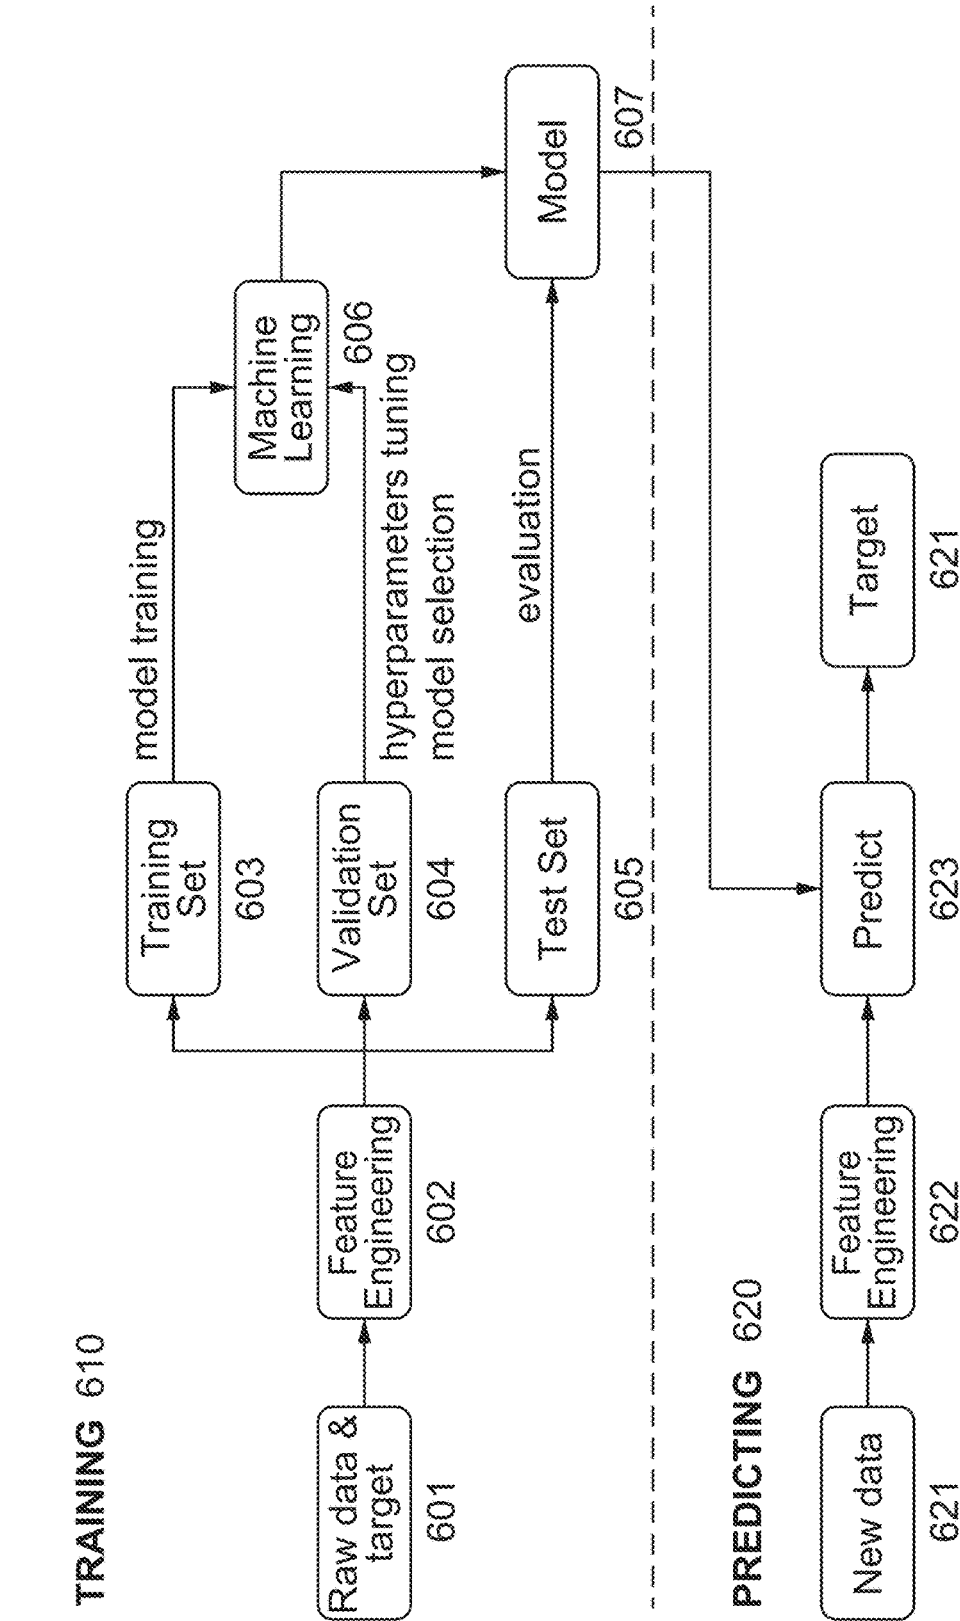 TRAINING 610
Raw data &
target
601
Feature
Engineering
602
Training
Set
603
model training
Validation
Set
604
hyperparameters tuning
model selection
Test Set
605
evaluation
Machine
Learning
606
Model
607
PREDICTING 620
New data
621
Feature
Engineering
622
Predict
623
Target
621